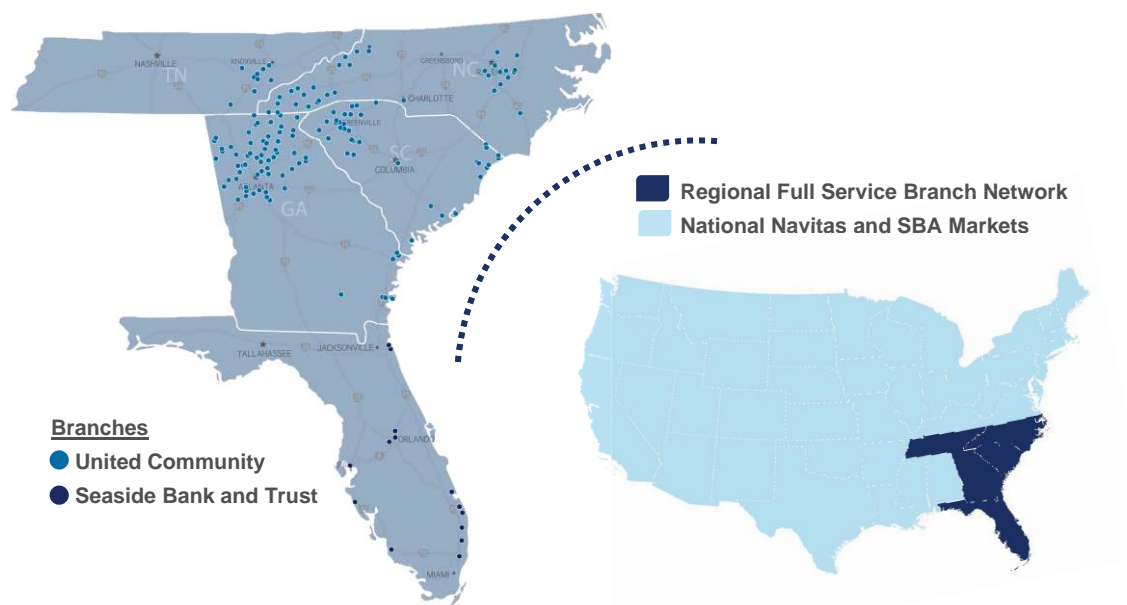 NASHVILLE
TN
KNOXVILLE
GREENSBORO
NC
CHARLOTTE
GREENVILLE
SC
COLUMBIA
ATLANTA
GA
TALLAHASSEE
JACKSONVILLE
ORLANDO
MIAMI
Branches
United Community
Seaside Bank and Trust
Regional Full Service Branch Network
National Navitas and SBA Markets